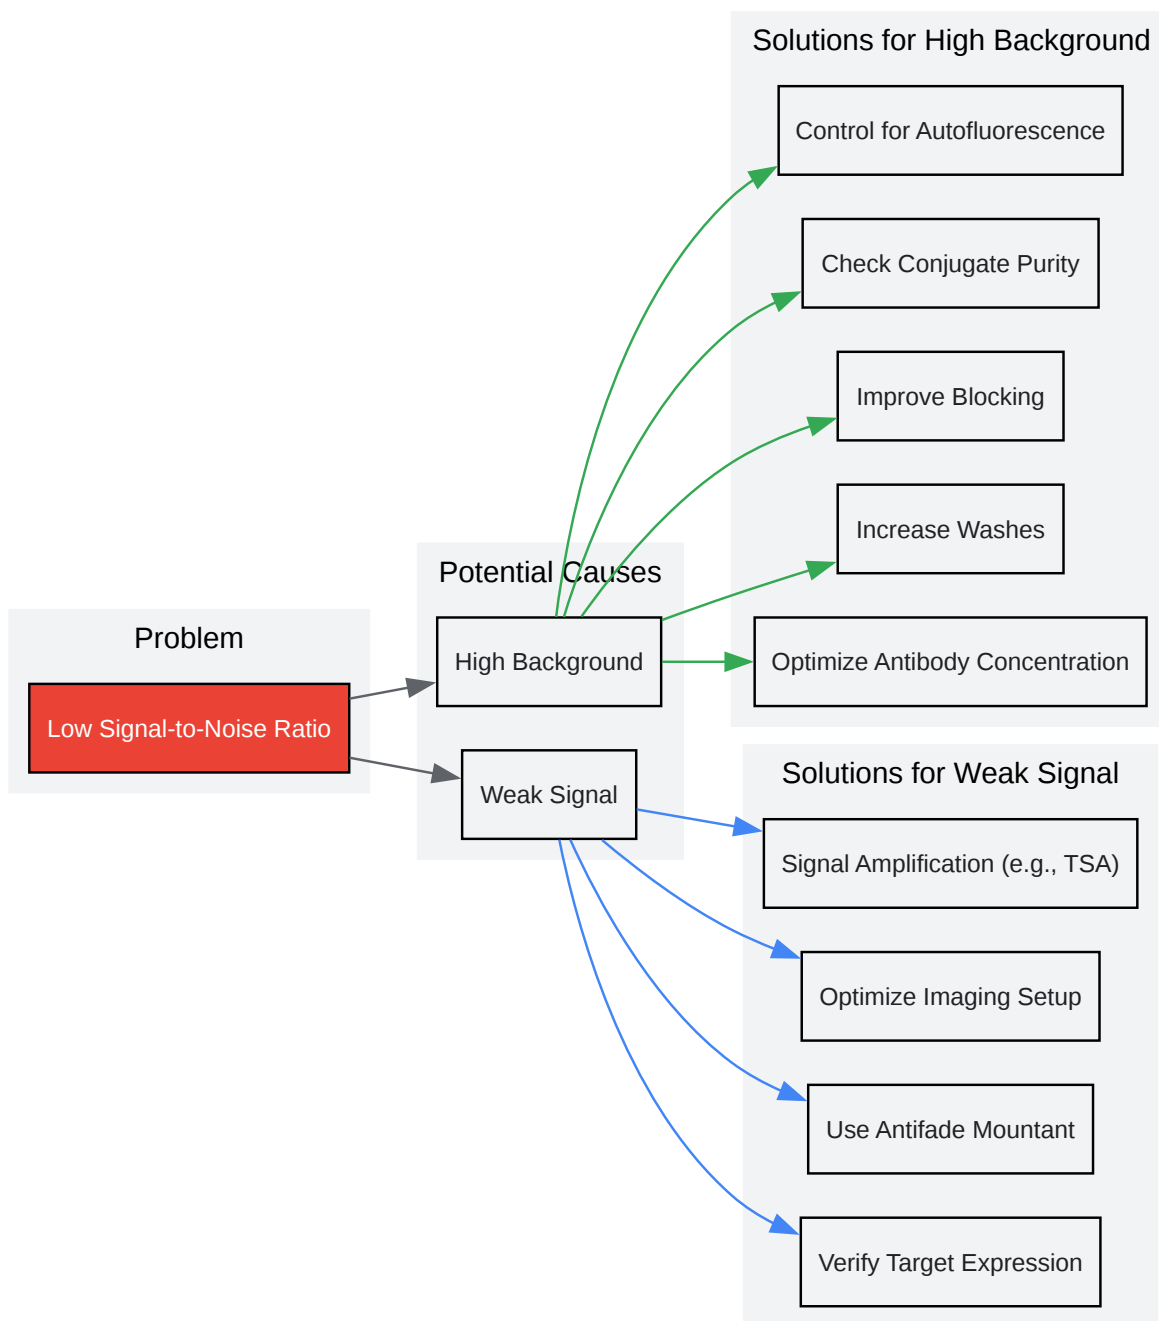 Problem
Low Signal-to-Noise Ratio
Potential Causes
High Background
Weak Signal
Solutions for High Background
Control for Autofluorescence
Check Conjugate Purity
Improve Blocking
Increase Washes
Optimize Antibody Concentration
Solutions for Weak Signal
Signal Amplification (e.g., TSA)
Optimize Imaging Setup
Use Antifade Mountant
Verify Target Expression